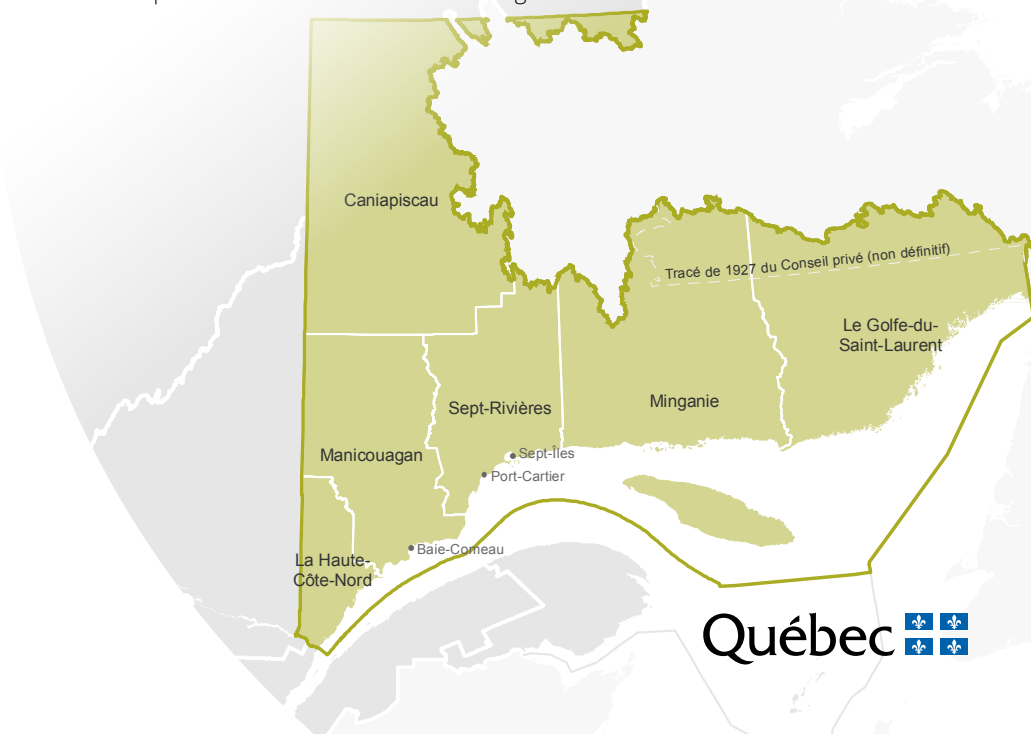 Caniapiscau
Tracé de 1927 du Conseil privé (non définitif)
Le Golfe-du-
Saint-Laurent
Minganie
Sept-Rivières
Manicouagan
Sept-Îles
Port-Cartier
Baie-Comeau
La Haute-
Côte-Nord
Québec